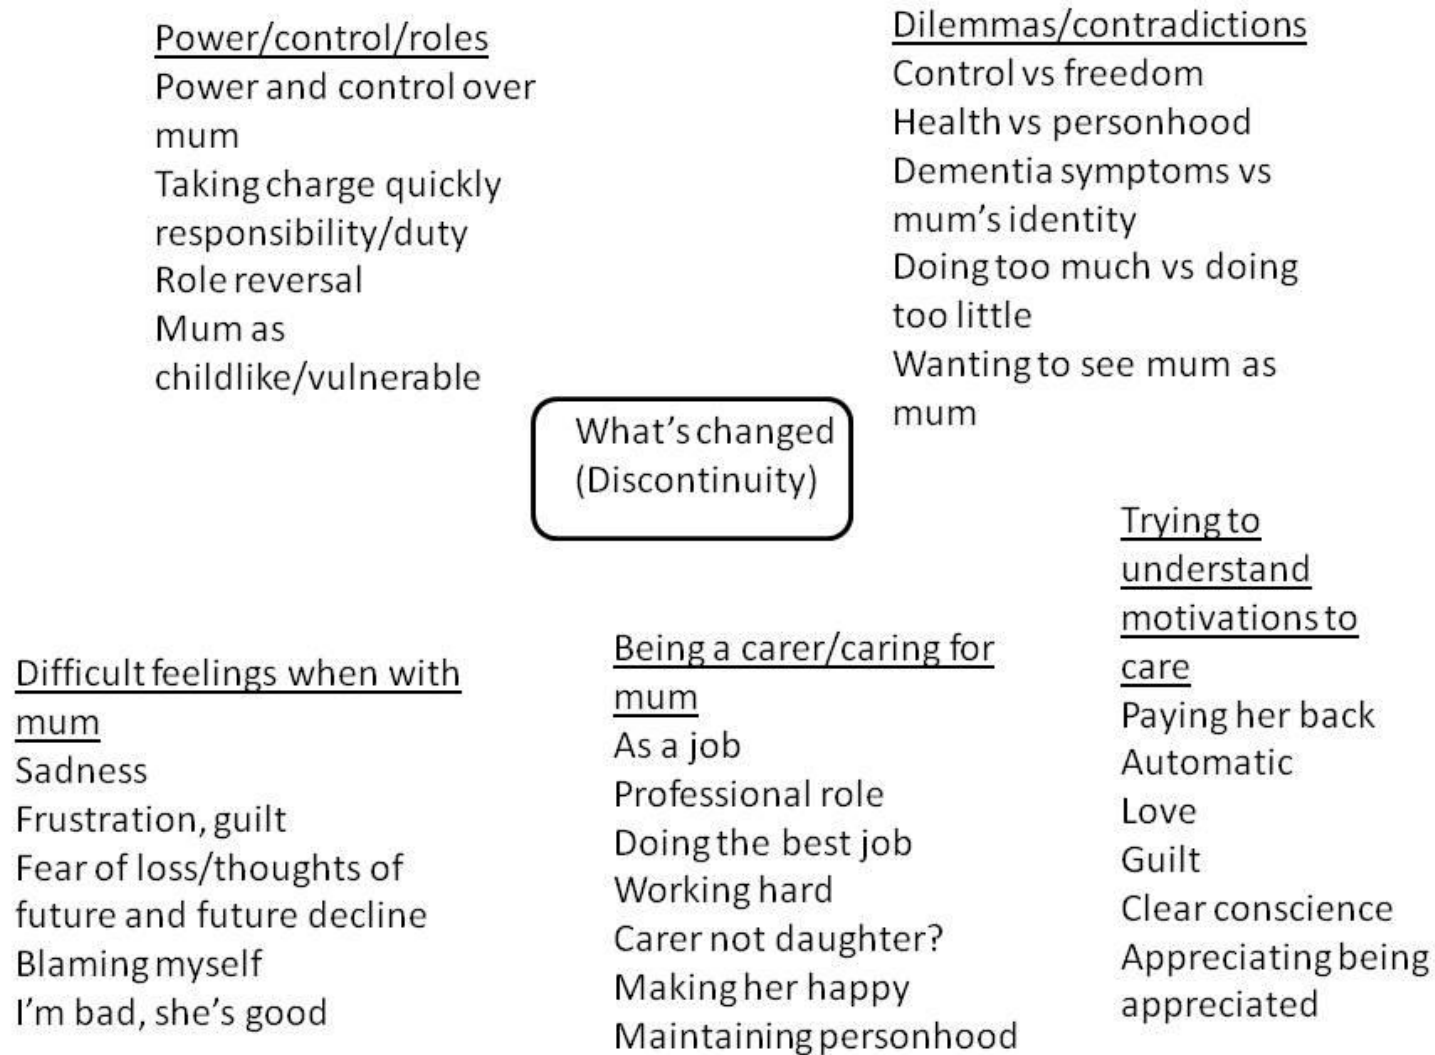 Power/control/roles
Power and control over
mum
Taking charge quickly
responsibility/duty
Role reversal
Mum as
childlike/vulnerable
Dilemmas/contradictions
Control vs freedom
Health vs personhood
Dementia symptoms vs
mum’s identity
Doing too much vs doing
too little
Wanting to see mum as
mum
What’s changed
(Discontinuity)
Difficult feelings when with
mum
Sadness
Frustration, guilt
Fear of loss/thoughts of
future and future decline
Blaming myself
I’m bad, she’s good
Being a carer/caring for
mum
As a job
Professional role
Doing the best job
Working hard
Carer not daughter?
Making her happy
Maintaining personhood
Trying to
understand
motivations to
care
Paying her back
Automatic
Love
Guilt
Clear conscience
Appreciating being
appreciated